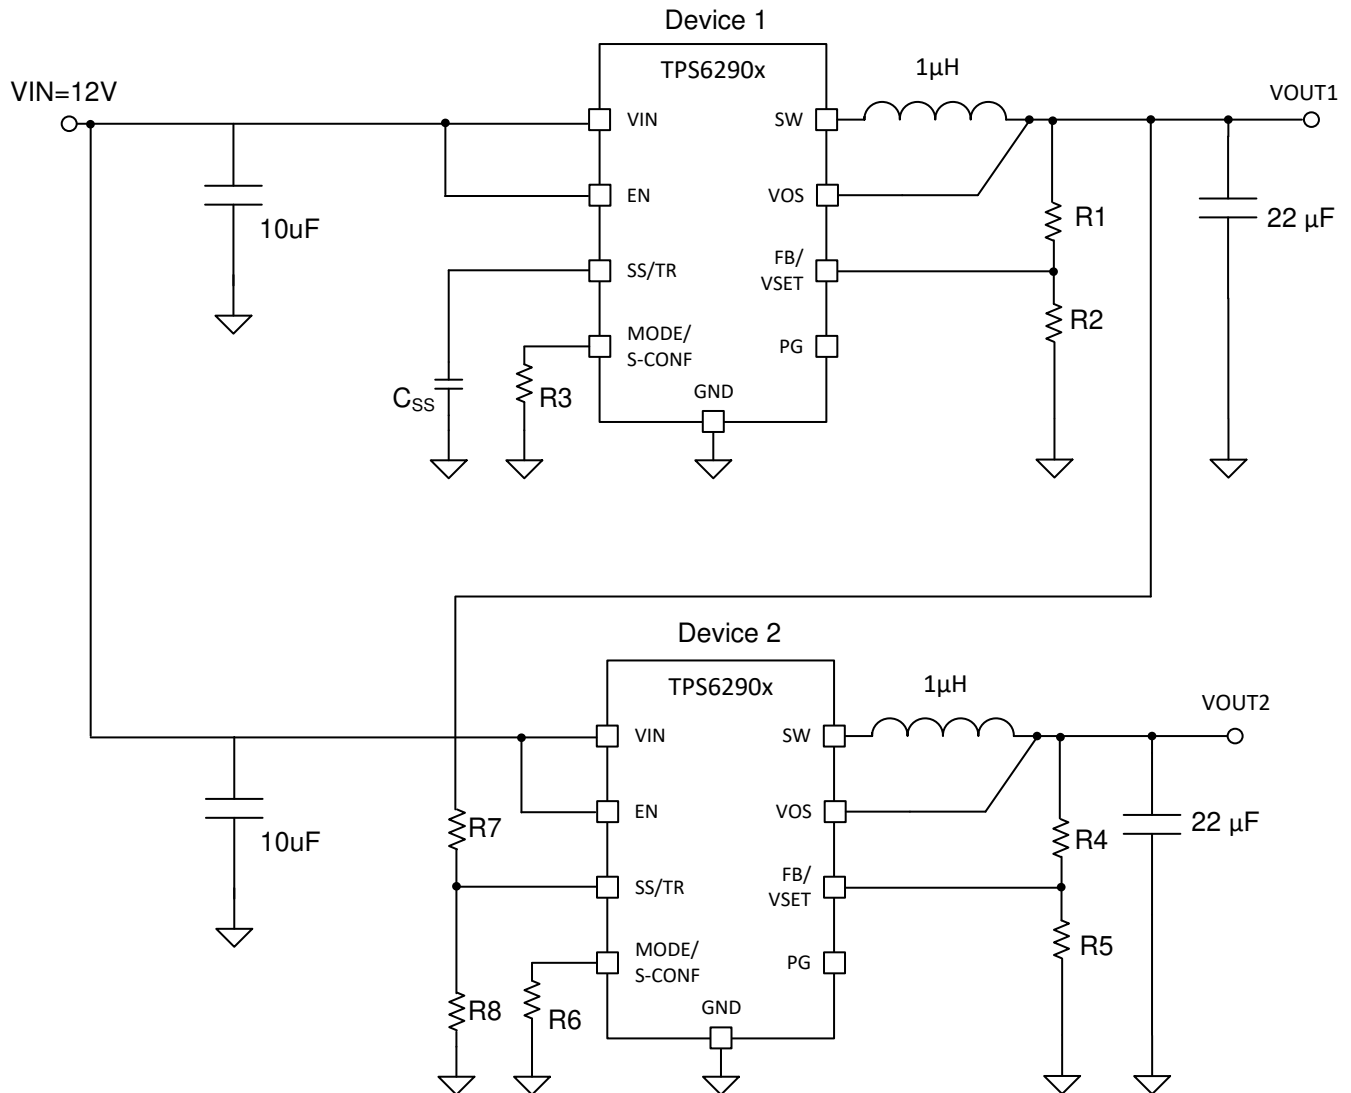 Device 1
TPS6290x
1µH
VIN=12V
VOUT1
VIN
SW
EN
VOS
10uF
R1
22 µF
SS/TR
FB/
VSET
R2
MODE/
S-CONF
PG
CSS
R3
GND
Device 2
TPS6290x
1µH
VOUT2
VIN
SW
EN
VOS
10uF
R7
R4
22 µF
SS/TR
FB/
VSET
R5
MODE/
S-CONF
PG
R8
R6
GND